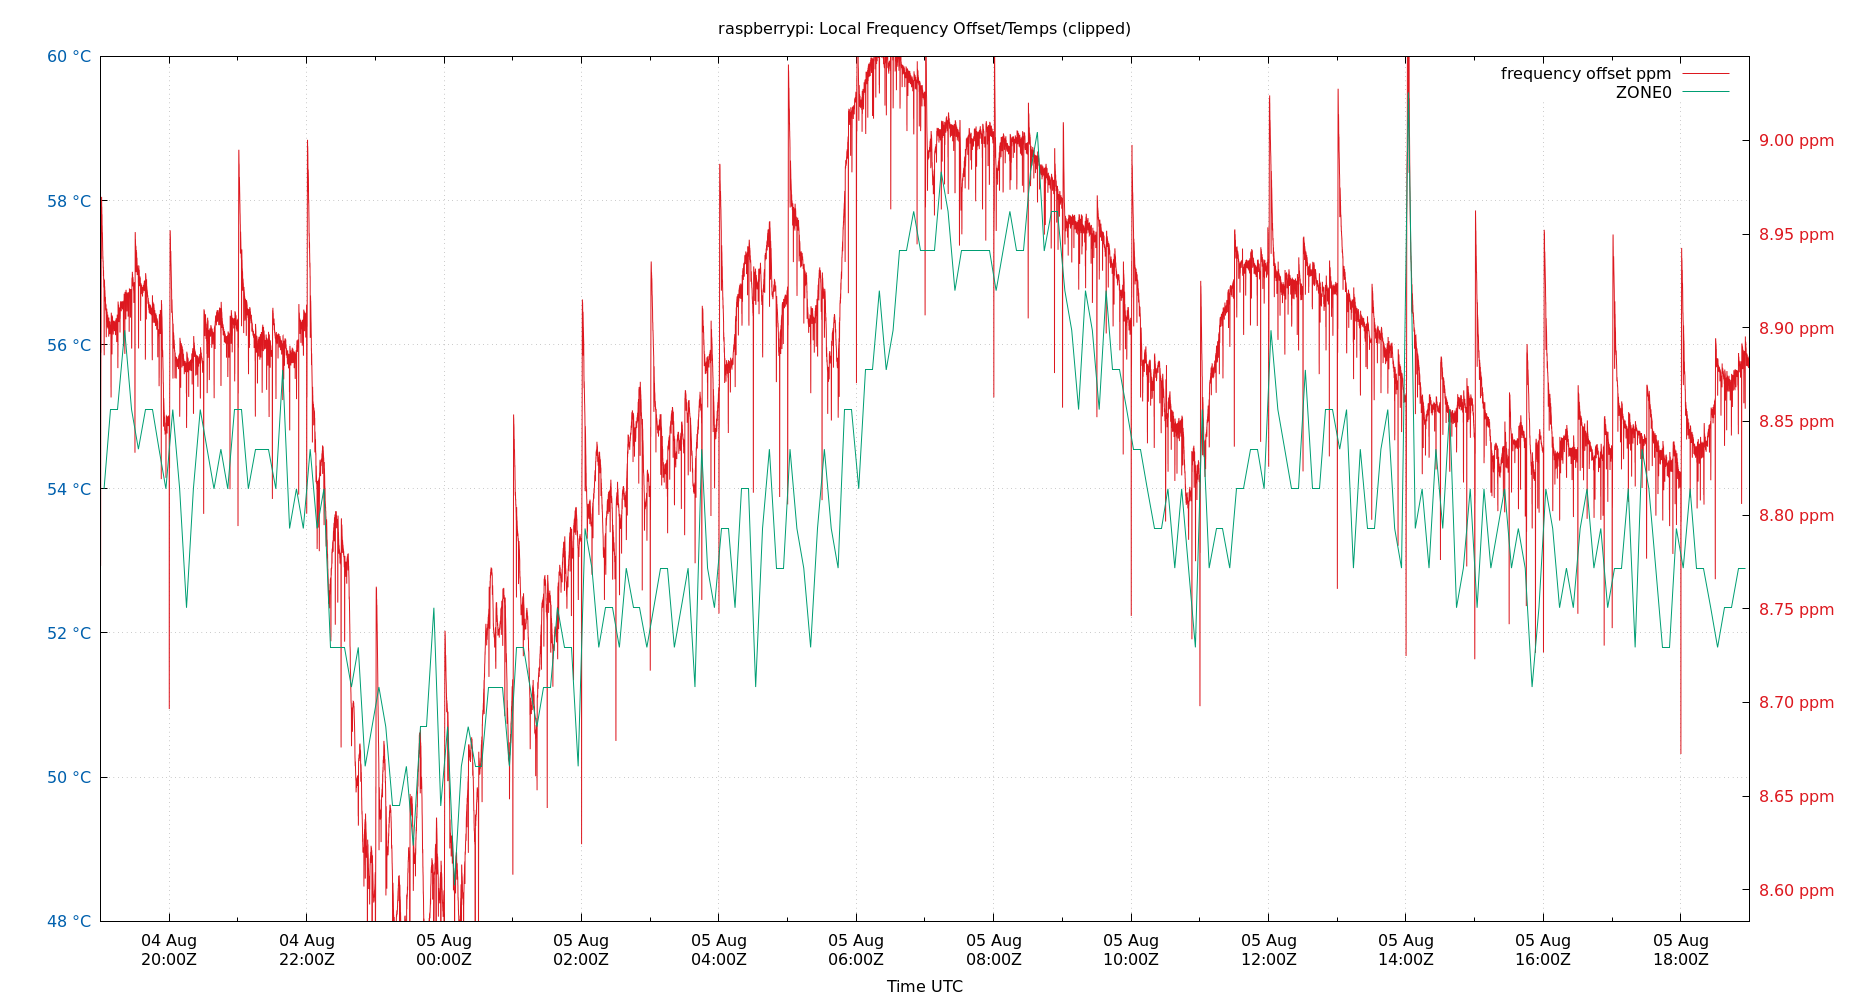 raspberrypi: Local Frequency Offset/Temps (clipped)
60 °C
58 °C
56 °C
54 °C
52 °C
50 °C
48 °C
frequency offset ppm
ZONE0
9.00 ppm
8.95 ppm
8.90 ppm
8.85 ppm
8.80 ppm
8.75 ppm
8.70 ppm
8.65 ppm
8.60 ppm
04 Aug 04 Aug 05 Aug 05 Aug 05 Aug 05 Aug 05 Aug 05 Aug 05 Aug 05 Aug 05 Aug 05 Aug
20:00Z 22:00Z 00:00Z 02:00Z 04:00Z 06:00Z 08:00Z 10:00Z 12:00Z 14:00Z 16:00Z 18:00Z
Time UTC